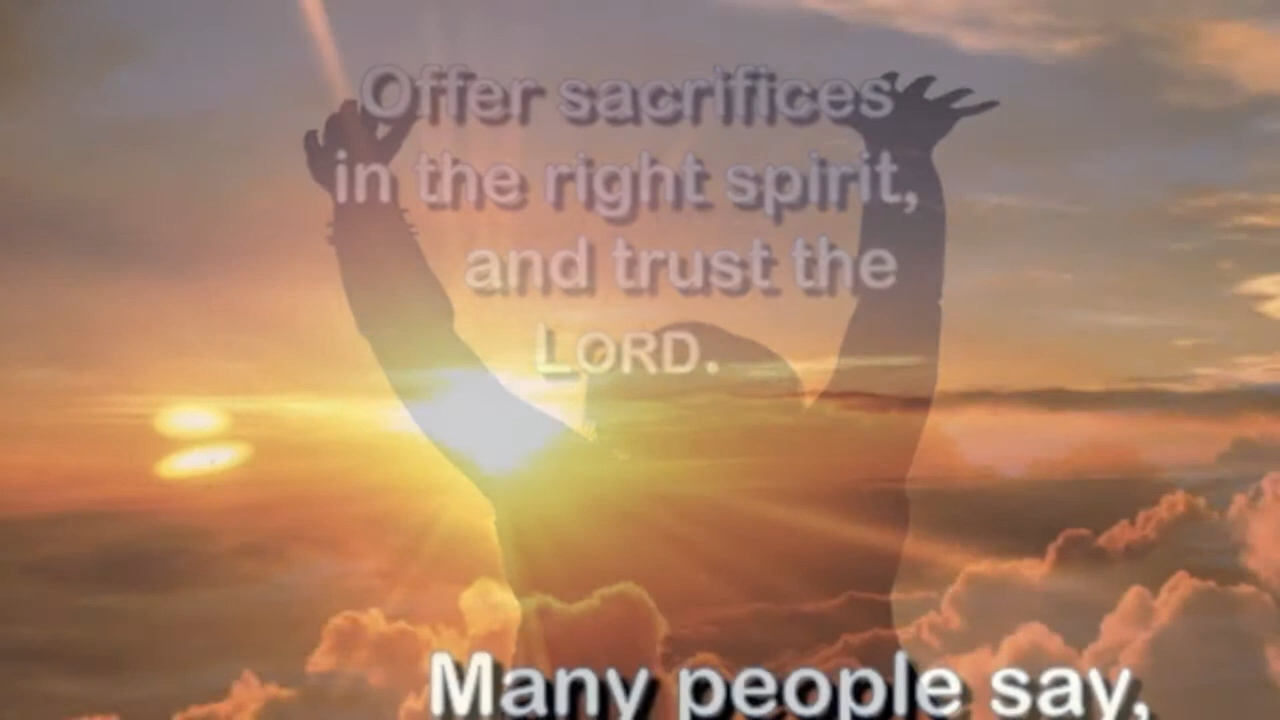 Offer sacrifices
in the right spirit,
and trust the
LORD.
Many people say,